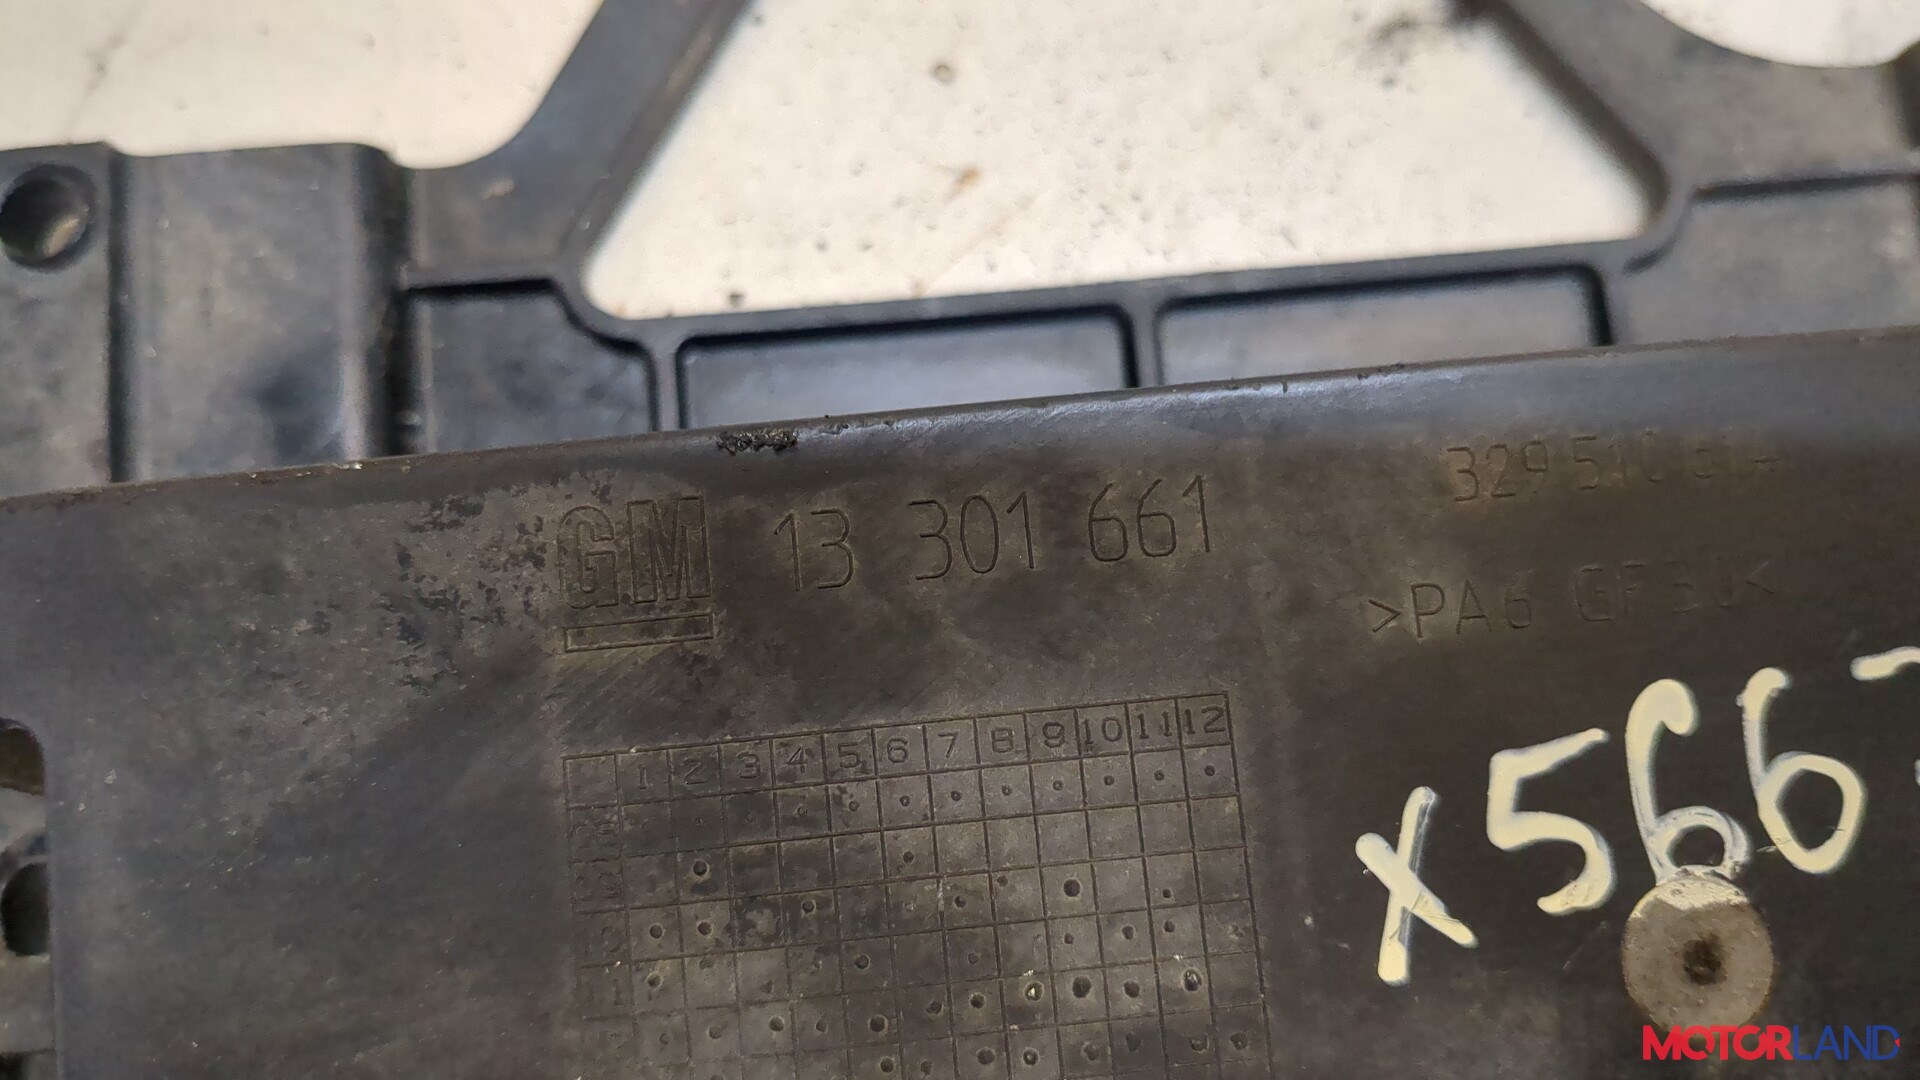 GM 13 301 661
>PA6 GF30<
1 2 3 4 5 6 7 8 9 10 11 12
x566
MOTORLAND